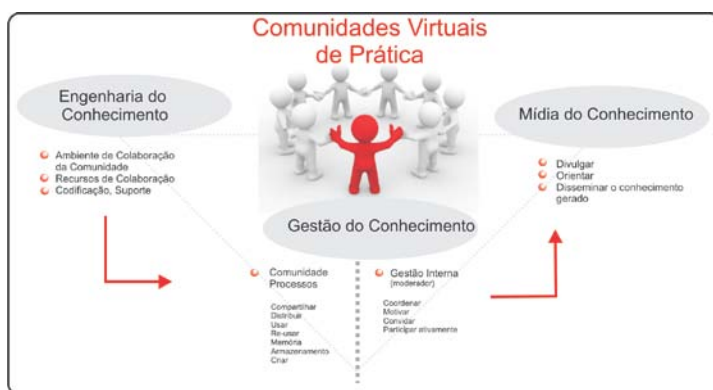 Comunidades Virtuais
de Prática
Engenharia do
Conhecimento
Ambiente de Colaboração
da Comunidade
Recursos de Colaboração
Codificação, Suporte
Mídia do Conhecimento
Divulgar
Orientar
Disseminar o conhecimento
gerado
Gestão do Conhecimento
Comunidade
Processos
Compartilhar
Distribuir
Usar
Re-usar
Memória
Armazenamento
Criar
Gestão Interna
(moderador)
Coordenar
Motivar
Convidar
Participar ativamente